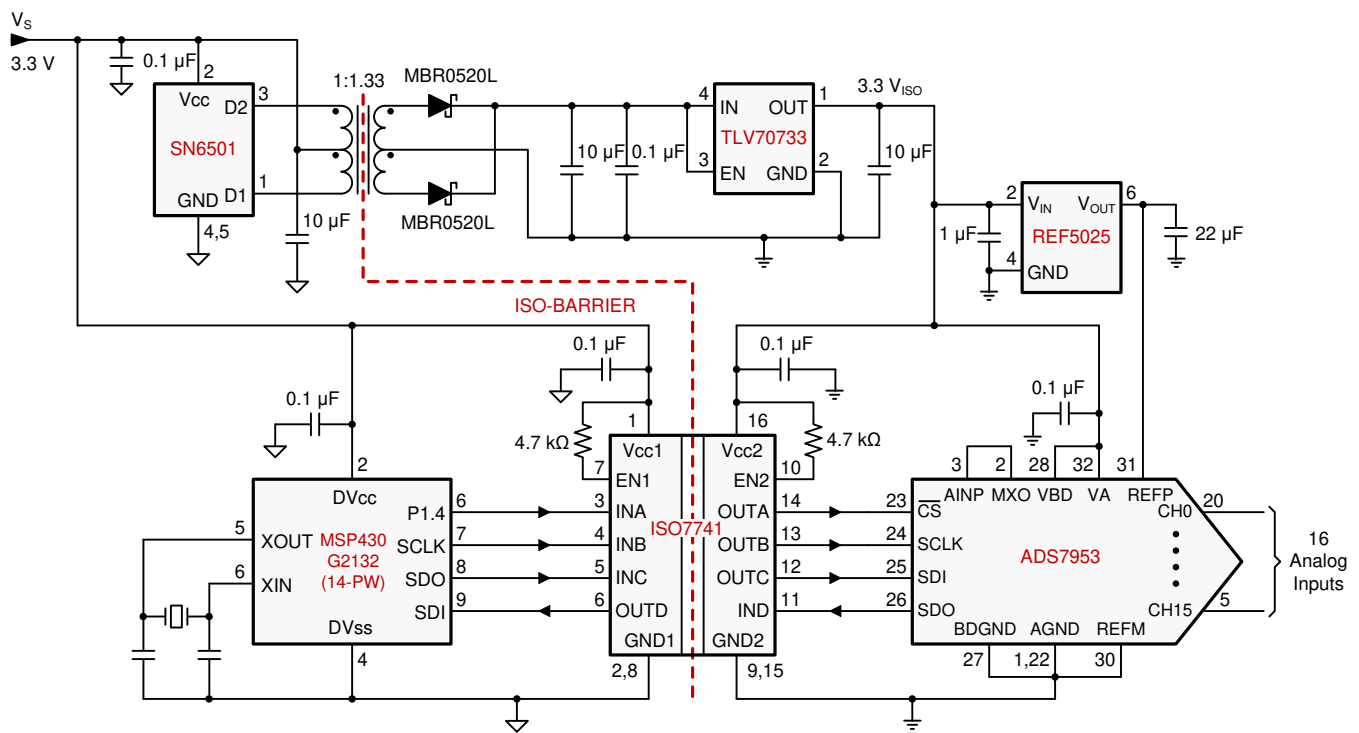 VS
3.3 V
0.1 µF
2
Vcc
D2
3
SN6501
GND
D1
1
4,5
10 µF
1:1.33
MBR0520L
MBR0520L
10 µF
0.1 µF
4
IN
OUT
1
TLV70733
3
EN
GND
2
3.3 VISO
10 µF
2
VIN
VOUT
6
REF5025
1 µF
4
GND
22 µF
ISO-BARRIER
0.1 µF
0.1 µF
0.1 µF
0.1 µF
4.7 kΩ
4.7 kΩ
2
DVcc
5
XOUT
6
XIN
MSP430
G2132
(14-PW)
P1.4
6
SCLK
7
SDO
8
SDI
9
DVss
4
1
Vcc1
7
EN1
3
INA
4
INB
5
INC
6
OUTD
GND1
2,8
ISO7741
16
Vcc2
10
EN2
14
OUTA
13
OUTB
12
OUTC
11
IND
GND2
9,15
3
2
28
32
31
AINP
MXO
VBD
VA
REFP
23
CS
24
SCLK
25
SDI
26
SDO
ADS7953
CH0
20
CH15
5
BDGND
AGND
REFM
27
1,22
30
16
Analog
Inputs